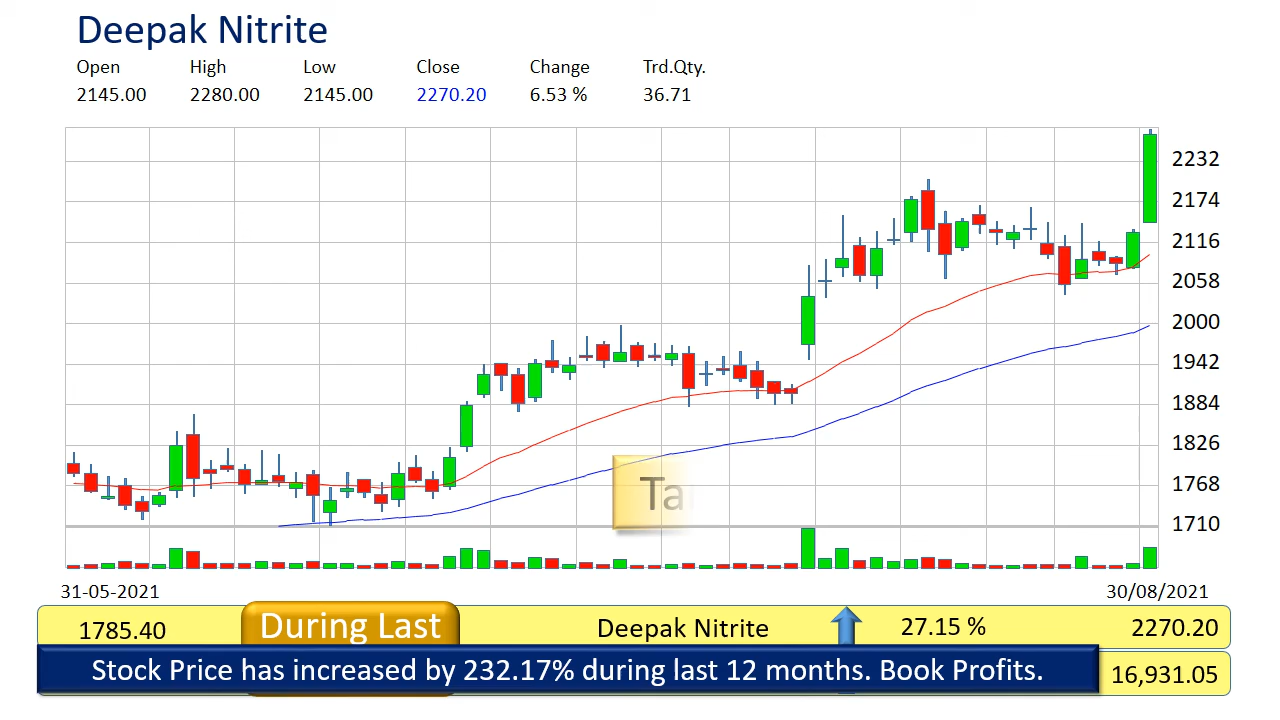 Deepak Nitrite
Open High Low Close Change Trd.Qty.
2145.00 2280.00 2145.00 2270.20 6.53 % 36.71
2232
2174
2116
2058
2000
1942
1884
1826
1768
1710
Ta
31-05-2021 30/08/2021
1785.40 During Last Deepak Nitrite 27.15 % 2270.20
Stock Price has increased by 232.17% during last 12 months. Book Profits. 16,931.05